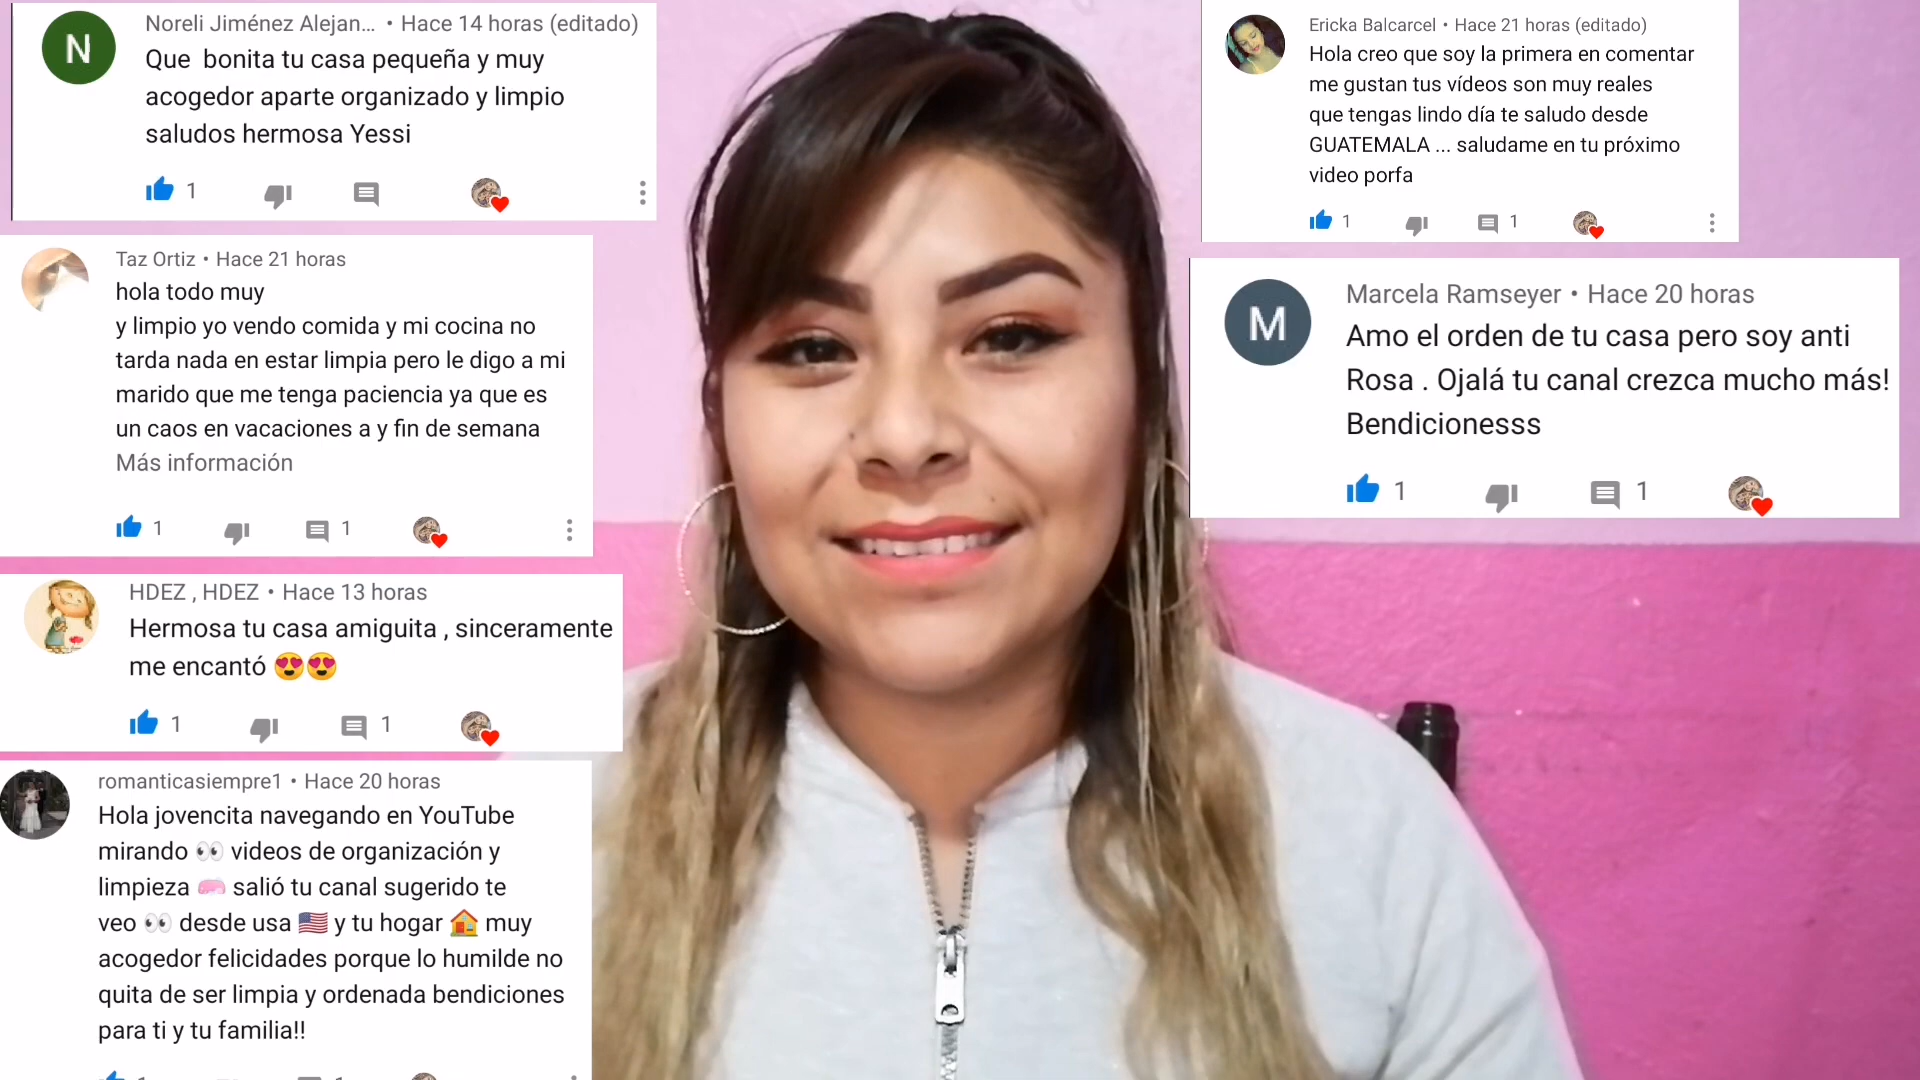 Noreli Jiménez Alejan... • Hace 14 horas (editado)
N
Que bonita tu casa pequeña y muy
acogedor aparte organizado y limpio
saludos hermosa Yessi
1
Taz Ortiz • Hace 21 horas
hola todo muy
y limpio yo vendo comida y mi cocina no
tarda nada en estar limpia pero le digo a mi
marido que me tenga paciencia ya que es
un caos en vacaciones a y fin de semana
Más información
1 1
HDEZ , HDEZ • Hace 13 horas
Hermosa tu casa amiguita , sinceramente
me encantó 😍😍
1 1
romanticasiempre1 • Hace 20 horas
Hola jovencita navegando en YouTube
mirando 👀 videos de organización y
limpieza 🧼 salió tu canal sugerido te
veo 👀 desde usa 🇺🇸 y tu hogar 🏠 muy
acogedor felicidades porque lo humilde no
quita de ser limpia y ordenada bendiciones
para ti y tu familia!!
Ericka Balcarcel • Hace 21 horas (editado)
Hola creo que soy la primera en comentar
me gustan tus vídeos son muy reales
que tengas lindo día te saludo desde
GUATEMALA ... saludame en tu próximo
video porfa
1 1
Marcela Ramseyer • Hace 20 horas
M
Amo el orden de tu casa pero soy anti
Rosa . Ojalá tu canal crezca mucho más!
Bendicionesss
1 1